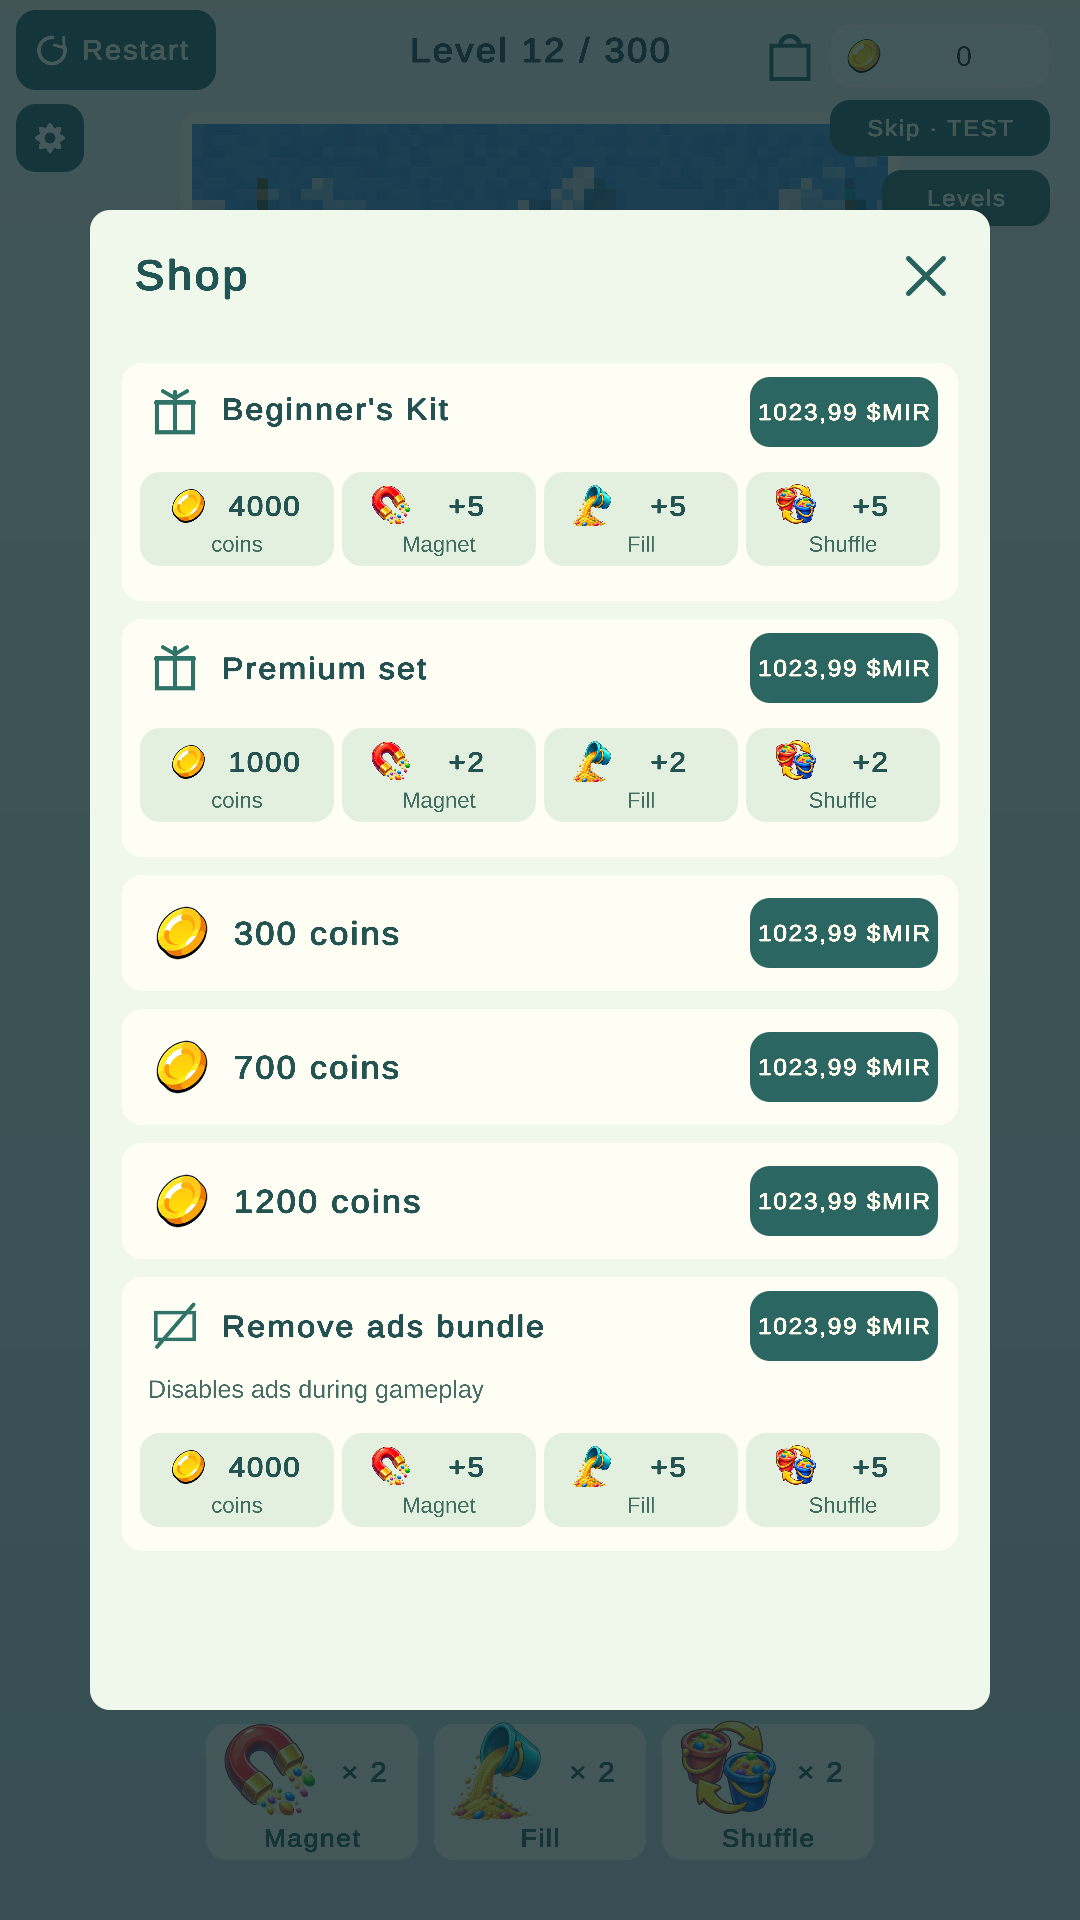 Restart
Level 12 / 300
0
Skip · TEST
Levels
Shop
Beginner's Kit
1023,99 $MIR
4000
coins
+5
Magnet
+5
Fill
+5
Shuffle
Premium set
1023,99 $MIR
1000
coins
+2
Magnet
+2
Fill
+2
Shuffle
300 coins
1023,99 $MIR
700 coins
1023,99 $MIR
1200 coins
1023,99 $MIR
Remove ads bundle
1023,99 $MIR
Disables ads during gameplay
4000
coins
+5
Magnet
+5
Fill
+5
Shuffle
× 2
Magnet
× 2
Fill
× 2
Shuffle